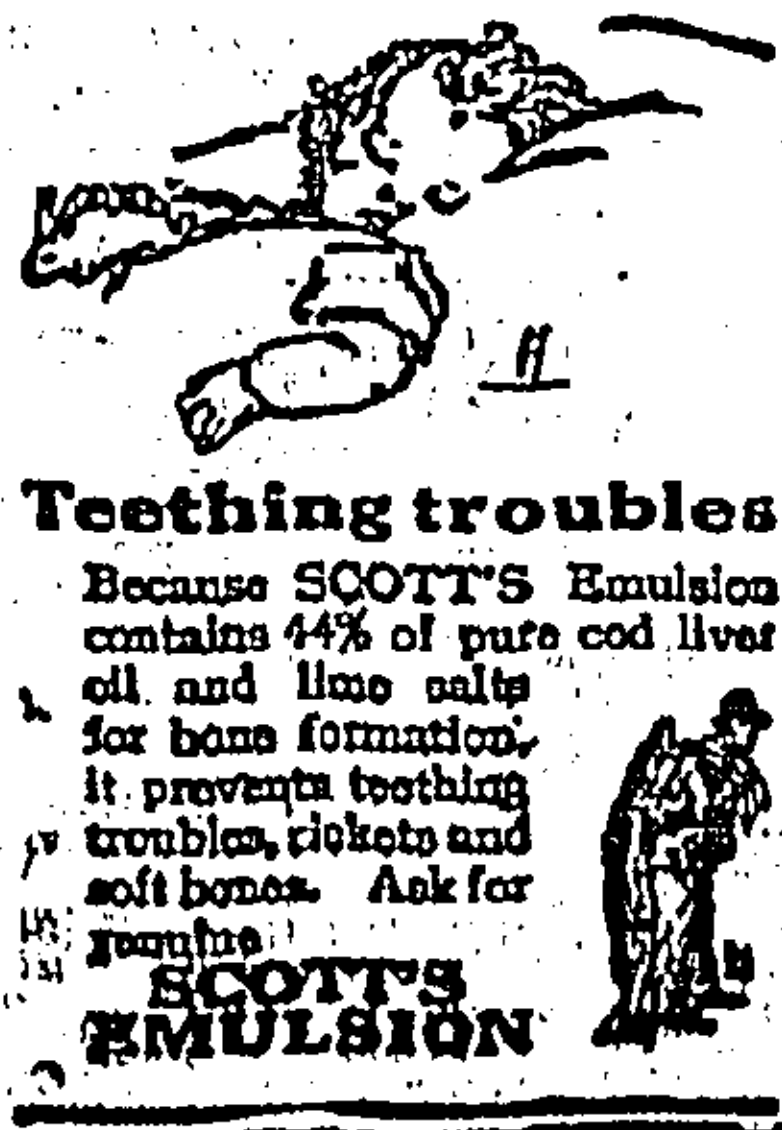 Teething troubles
Because SCOTT'S Emulsion
contains 44% of pure cod liver
oil and lime salts
for bone formation,
it prevents teething
troubles, rickets and
soft bones. Ask for
genuine
SCOTT'S
EMULSION